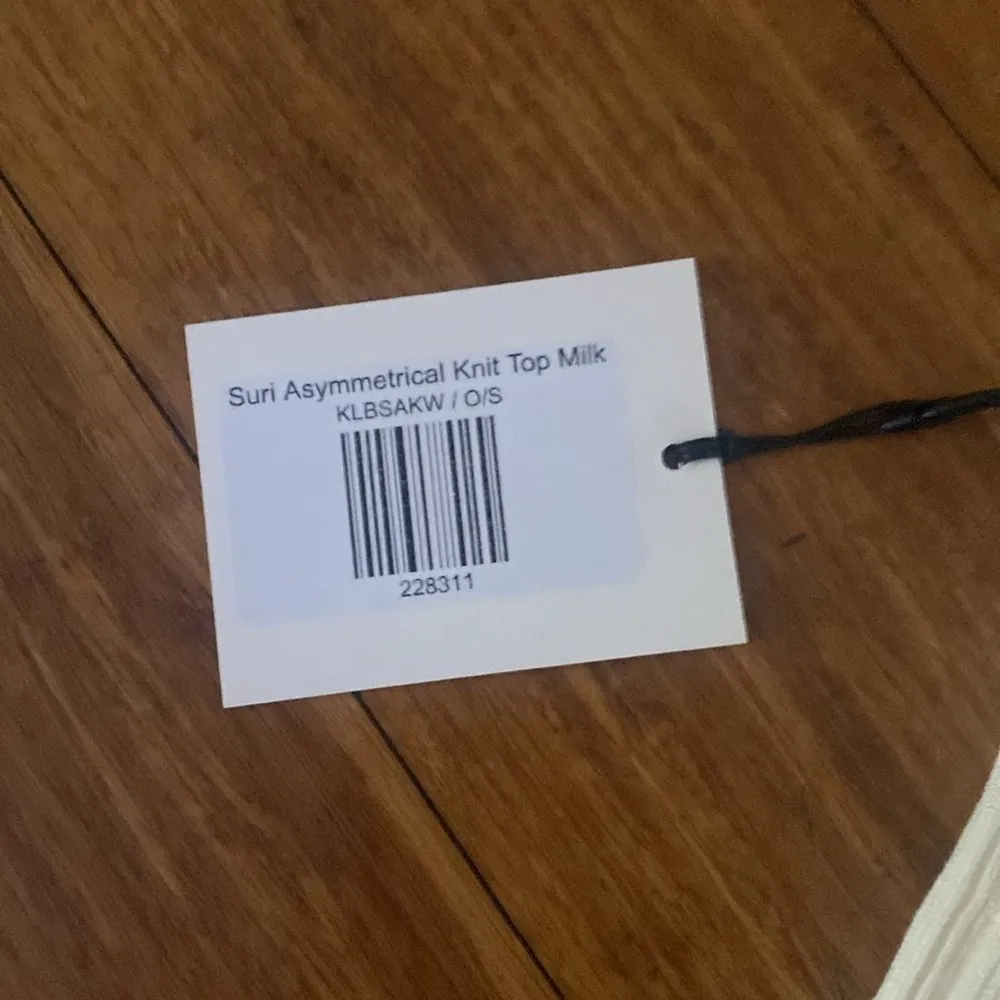 Suri Asymmetrical Knit Top Milk
KLBSAKW / O/S
228311